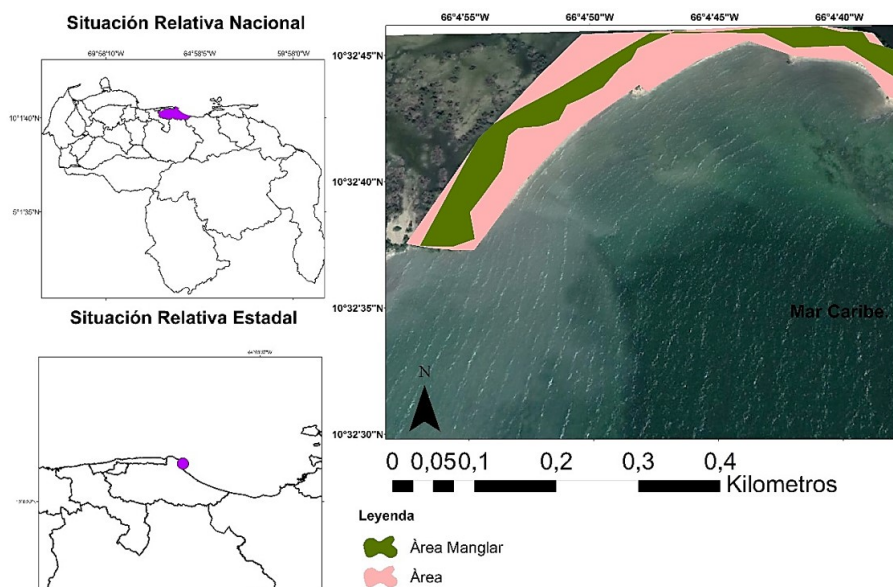 Situación Relativa Nacional
69°58'10"W 64°58'5"W 59°58'0"W
10°1'40"N
5°1'35"N
Situación Relativa Estadal
66°4'55"W 66°4'50"W 66°4'45"W 66°4'40"W
10°32'45"N
10°32'40"N
10°32'35"N
10°32'30"N
Mar Caribe.
N
0 0,05 0,1 0,2 0,3 0,4
Kilometros
Leyenda
Àrea Manglar
Àrea